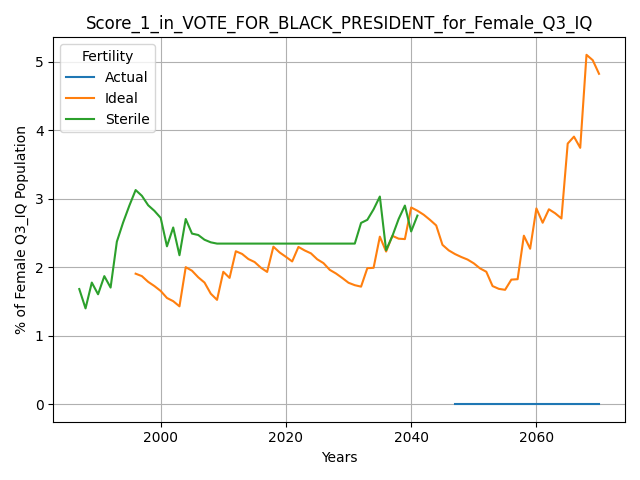 Score_1_in_VOTE_FOR_BLACK_PRESIDENT_for_Female_Q3_IQ
Fertility
Actual
Ideal
Sterile
% of Female Q3_IQ Population
5
4
3
2
1
0
2000
2020
2040
2060
Years